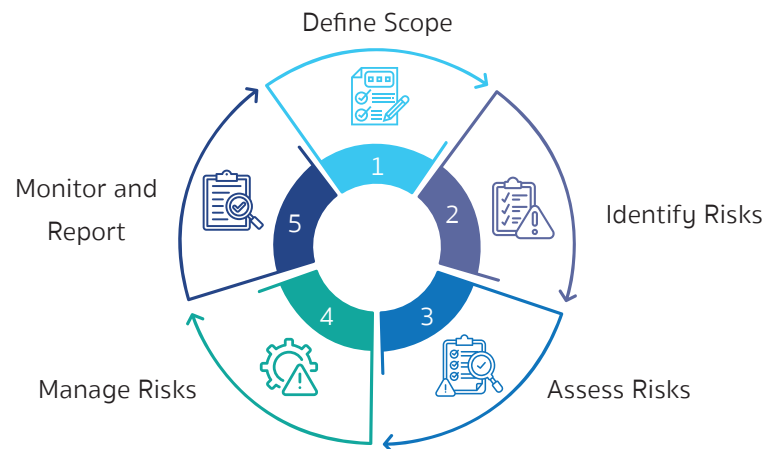 Define Scope
1
2
Identify Risks
3
Assess Risks
4
Manage Risks
5
Monitor and
Report